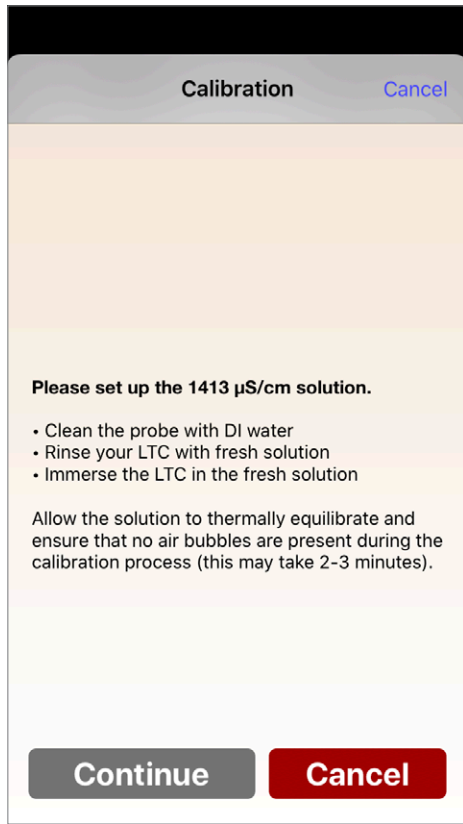 Calibration Cancel
Please set up the 1413 µS/cm solution.
• Clean the probe with DI water
• Rinse your LTC with fresh solution
• Immerse the LTC in the fresh solution
Allow the solution to thermally equilibrate and
ensure that no air bubbles are present during the
calibration process (this may take 2-3 minutes).
Continue Cancel